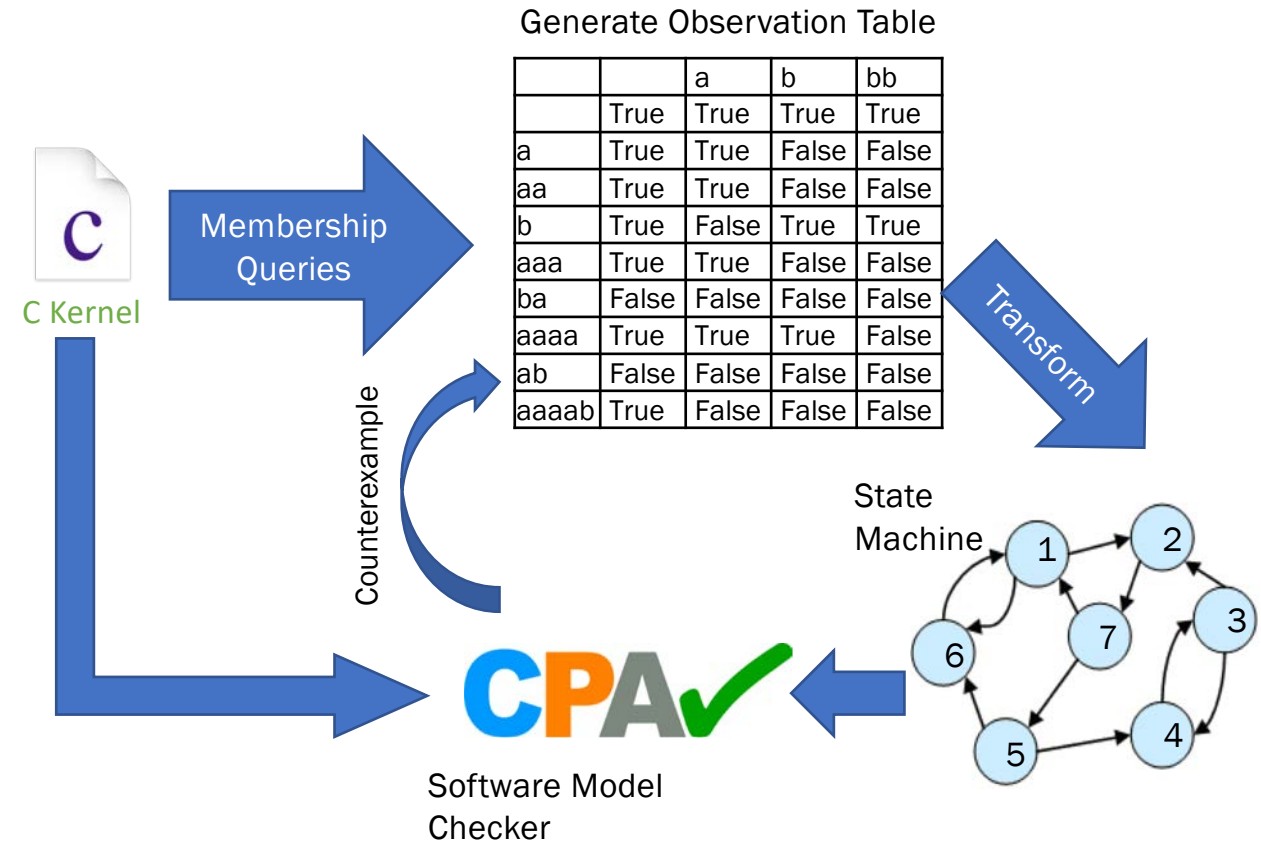 Generate Observation Table
a b bb
True True True True
a True True False False
aa True True False False
b True False True True
aaa True True False False
ba False False False False
aaaa True True True False
ab False False False False
aaaab True False False False
C
C Kernel
Membership
Queries
Transform
Counterexample
State
Machine
1
2
3
7
6
4
5
CPA
Software Model
Checker